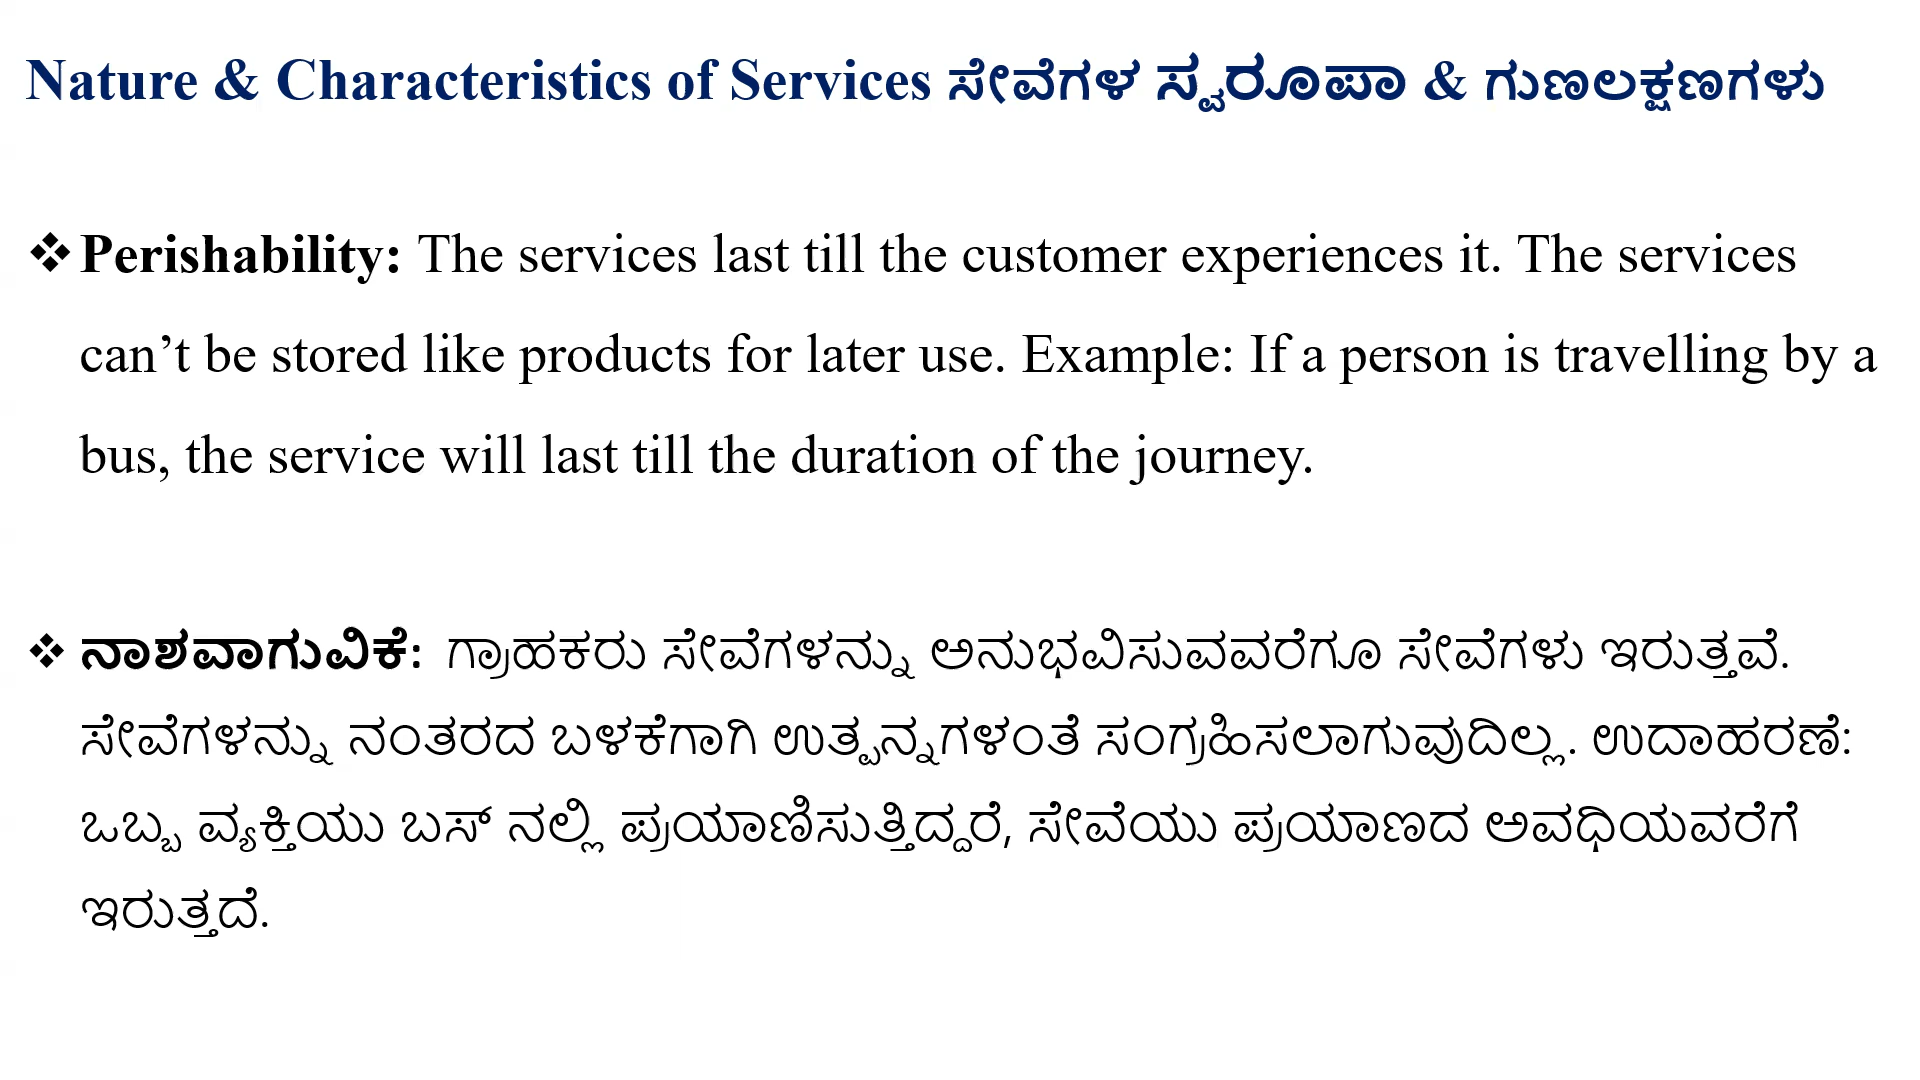 Nature & Characteristics of Services ಸೇವೆಗಳ ಸ್ವರೂಪಾ & ಗುಣಲಕ್ಷಣಗಳು
❖ Perishability: The services last till the customer experiences it. The services
can’t be stored like products for later use. Example: If a person is travelling by a
bus, the service will last till the duration of the journey.
❖ ನಾಶವಾಗುವಿಕೆ: ಗ್ರಾಹಕರು ಸೇವೆಗಳನ್ನು ಅನುಭವಿಸುವವರೆಗೂ ಸೇವೆಗಳು ಇರುತ್ತವೆ.
ಸೇವೆಗಳನ್ನು ನಂತರದ ಬಳಕೆಗಾಗಿ ಉತ್ಪನ್ನಗಳಂತೆ ಸಂಗ್ರಹಿಸಲಾಗುವುದಿಲ್ಲ. ಉದಾಹರಣೆ:
ಒಬ್ಬ ವ್ಯಕ್ತಿಯು ಬಸ್ ನಲ್ಲಿ ಪ್ರಯಾಣಿಸುತ್ತಿದ್ದರೆ, ಸೇವೆಯು ಪ್ರಯಾಣದ ಅವಧಿಯವರೆಗೆ
ಇರುತ್ತದೆ.